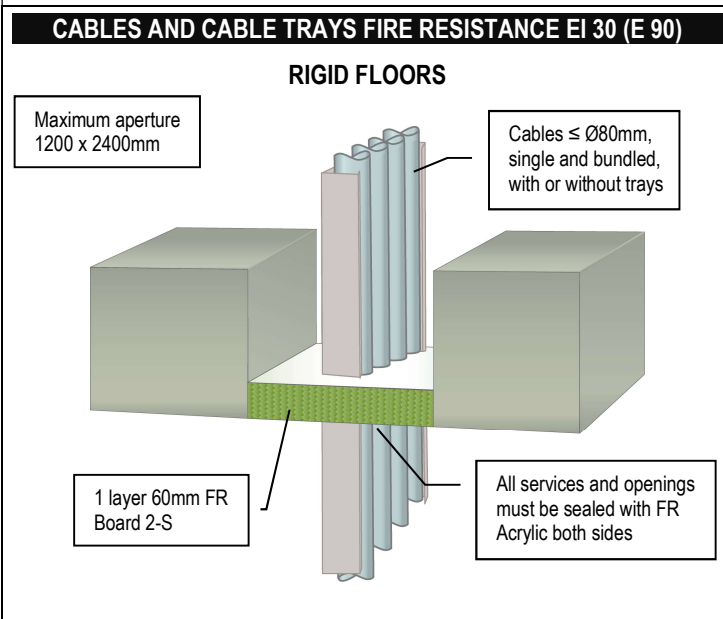 CABLES AND CABLE TRAYS FIRE RESISTANCE EI 30 (E 90)
RIGID FLOORS
Maximum aperture
1200 x 2400mm
Cables ≤ Ø80mm,
single and bundled,
with or without trays
1 layer 60mm FR
Board 2-S
All services and openings
must be sealed with FR
Acrylic both sides